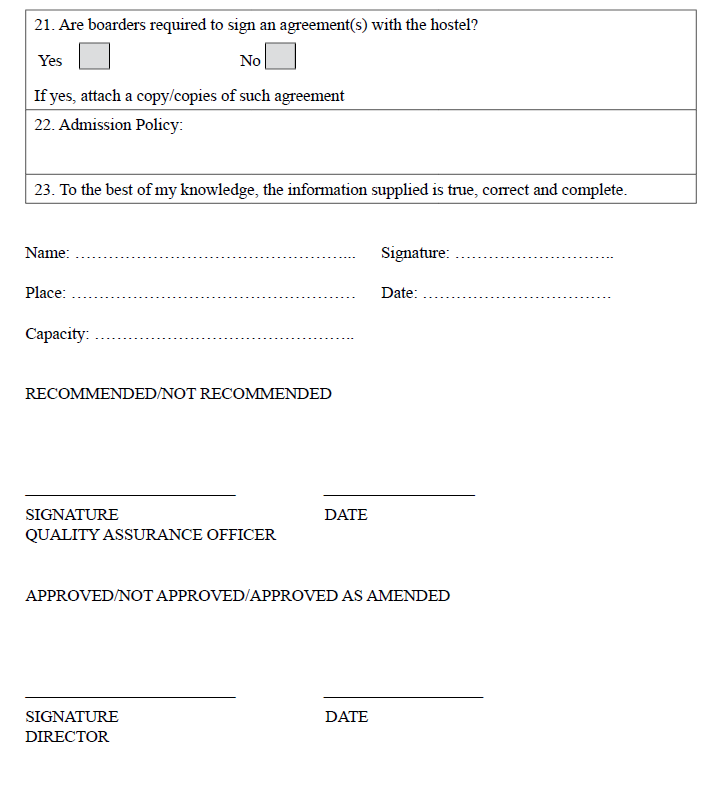 21. Are boarders required to sign an agreement(s) with the hostel?
Yes No
If yes, attach a copy/copies of such agreement
22. Admission Policy:
23. To the best of my knowledge, the information supplied is true, correct and complete.
Name: ………………………………………….... Signature: ………………………..
Place: …………………………………………… Date: …………………………….
Capacity: ………………………………………..
RECOMMENDED/NOT RECOMMENDED
SIGNATURE DATE
QUALITY ASSURANCE OFFICER
APPROVED/NOT APPROVED/APPROVED AS AMENDED
SIGNATURE DATE
DIRECTOR